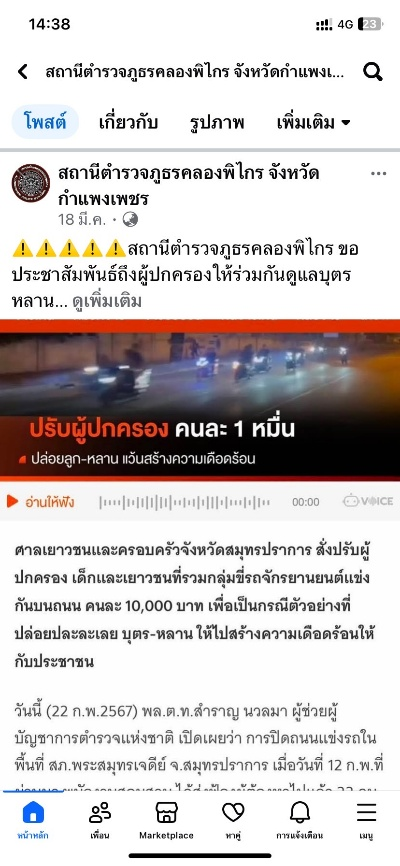 14:38
4G 23
สถานีตำรวจภูธรคลองพิไกร จังหวัดกำแพงเ...
โพสต์ เกี่ยวกับ รูปภาพ เพิ่มเติม
สถานีตำรวจภูธรคลองพิไกร จังหวัด
กำแพงเพชร
18 มี.ค. ·
⚠️⚠️⚠️⚠️⚠️สถานีตำรวจภูธรคลองพิไกร ขอ
ประชาสัมพันธ์ถึงผู้ปกครองให้ร่วมกันดูแลบุตร
หลาน... ดูเพิ่มเติม
ปรับผู้ปกครอง คนละ 1 หมื่น
ปล่อยลูก-หลาน แว้นสร้างความเดือดร้อน
อ่านให้ฟัง 00:00 VOICE
ศาลเยาวชนและครอบครัวจังหวัดสมุทรปราการ สั่งปรับผู้
ปกครอง เด็กและเยาวชนที่รวมกลุ่มขี่รถจักรยานยนต์แข่ง
กันบนถนน คนละ 10,000 บาท เพื่อเป็นกรณีตัวอย่างที่
ปล่อยปละละเลย บุตร-หลาน ให้ไปสร้างความเดือดร้อนให้
กับประชาชน
วันนี้ (22 ก.พ.2567) พล.ต.ท.สำราญ นวลมา ผู้ช่วยผู้
บัญชาการตำรวจแห่งชาติ เปิดเผยว่า การปิดถนนแข่งรถใน
พื้นที่ สภ.พระสมุทรเจดีย์ จ.สมุทรปราการ เมื่อวันที่ 12 ก.พ.ที่
หน้าหลัก เพื่อน Marketplace หาคู่ การแจ้งเตือน เมนู